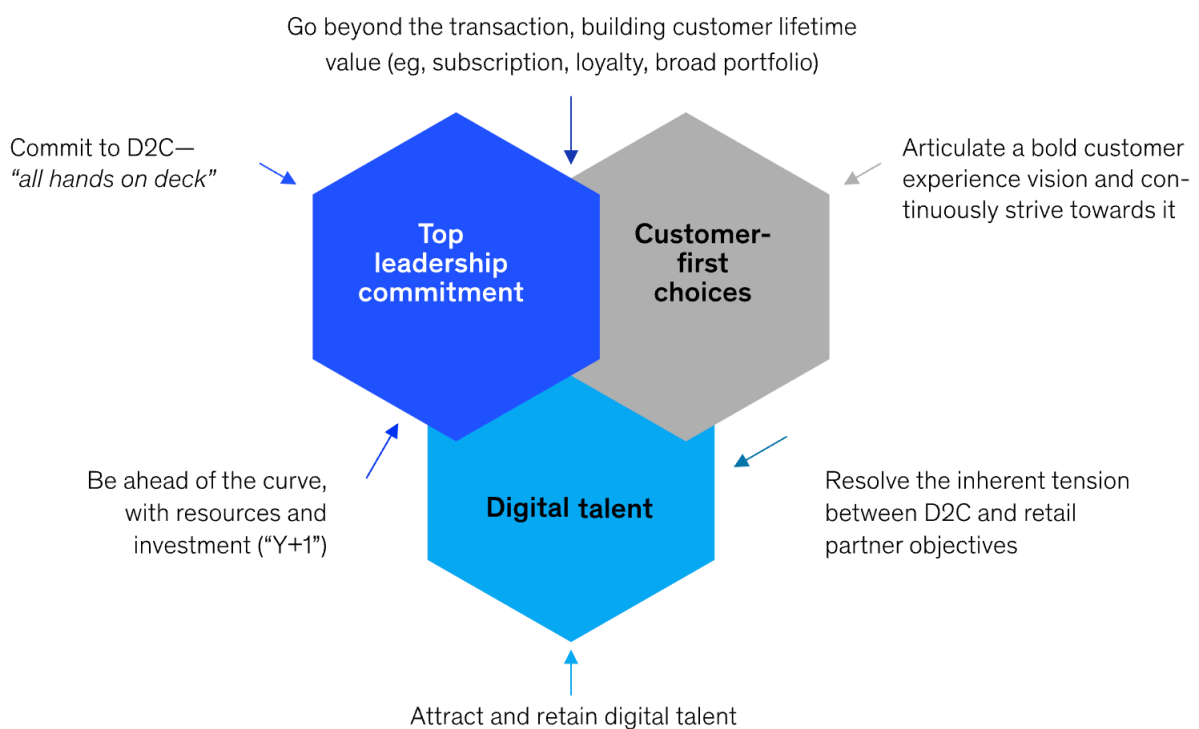 Go beyond the transaction, building customer lifetime
value (eg, subscription, loyalty, broad portfolio)
Commit to D2C—
“all hands on deck”
Articulate a bold customer
experience vision and con-
tinuously strive towards it
Top
leadership
commitment
Customer-
first
choices
Be ahead of the curve,
with resources and
investment (“Y+1”)
Digital talent
Resolve the inherent tension
between D2C and retail
partner objectives
Attract and retain digital talent